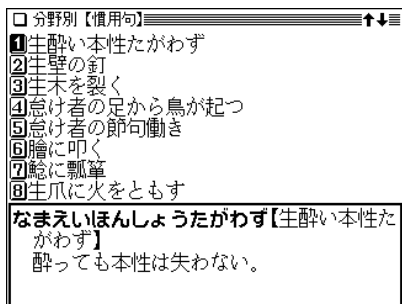 □ 分野別【慣用句】 ↑↓≡
1 生酔い本性たがわず
2 生壁の釘
3 生木を裂く
4 怠け者の足から鳥が起つ
5 怠け者の節句働き
6 膾に叩く
7 鯰に瓢箪
8 生爪に火をともす
なまえいほんしょうたがわず【生酔い本性た
がわず】
酔っても本性は失わない。